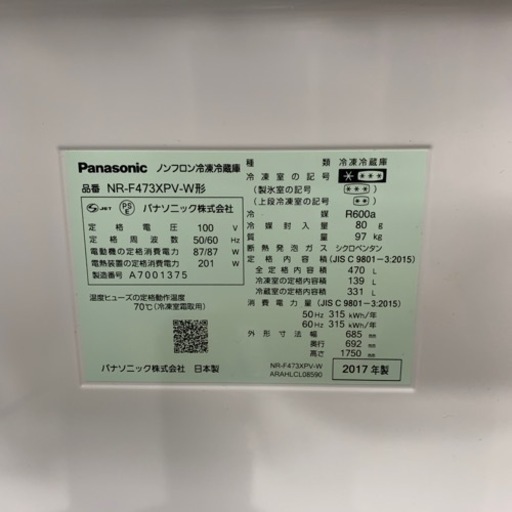 Panasonic ノンフロン冷凍冷蔵庫
品番 NR-F473XPV-W形
JET PS E パナソニック株式会社
定格電圧 100 V
定格周波数 50/60 Hz
電動機の定格消費電力 87/87 W
電熱装置の定格消費電力 201 W
製造番号 A7001375
温度ヒューズの定格動作温度
70℃(冷凍室霜取用)
パナソニック株式会社 日本製
種類 冷凍冷蔵庫
冷凍室の記号 ****
(製氷室の記号 **)
(上段冷凍室の記号 ***)
冷媒 R600a
冷媒封入量 80 g
質量 97 kg
断熱発泡ガス シクロペンタン
定格内容積(JIS C 9801-3:2015)
全定格内容積 470 L
冷凍室の定格内容積 139 L
冷蔵室の定格内容積 331 L
消費電力量(JIS C 9801-3:2015)
50Hz 315 kWh/年
60Hz 315 kWh/年
外形寸法 幅 685 mm
奥行 692 mm
高さ 1750 mm
NR-F473XPV-W
ARAHLCL08590
2017年製